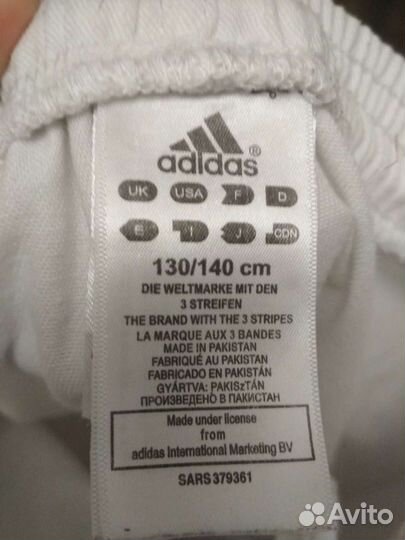 adidas®
UK USA F D
E I J CDN
130/140 cm
DIE WELTMARKE MIT DEN
3 STREIFEN
THE BRAND WITH THE 3 STRIPES
LA MARQUE AUX 3 BANDES
MADE IN PAKISTAN
FABRIQUÉ AU PAKISTAN
FABRICADO EN PAKISTAN
GYÁRTVA: PAKISzTÁN
ПРОИЗВЕДЕНО В ПАКИСТАН
Made under license
from
adidas International Marketing BV
SARS 379361
Avito